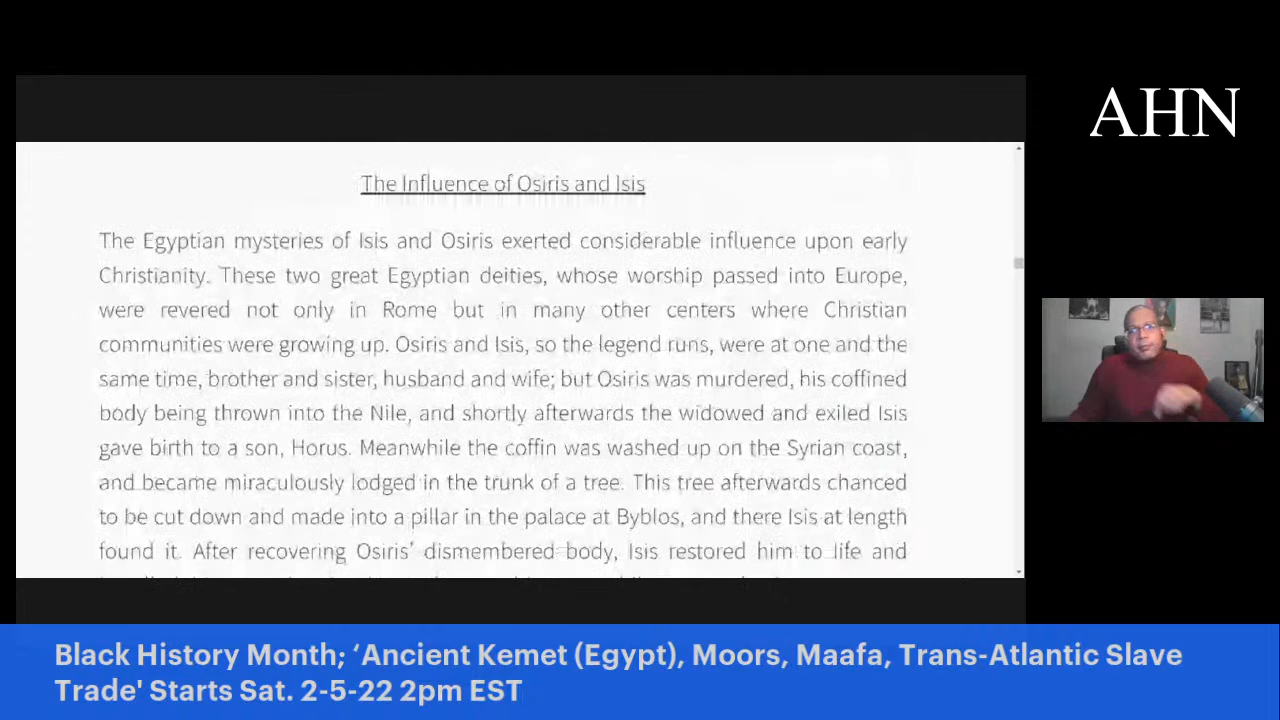 AHN
The Influence of Osiris and Isis
The Egyptian mysteries of Isis and Osiris exerted considerable influence upon early
Christianity. These two great Egyptian deities, whose worship passed into Europe,
were revered not only in Rome but in many other centers where Christian
communities were growing up. Osiris and Isis, so the legend runs, were at one and the
same time, brother and sister, husband and wife; but Osiris was murdered, his coffined
body being thrown into the Nile, and shortly afterwards the widowed and exiled Isis
gave birth to a son, Horus. Meanwhile the coffin was washed up on the Syrian coast,
and became miraculously lodged in the trunk of a tree. This tree afterwards chanced
to be cut down and made into a pillar in the palace at Byblos, and there Isis at length
found it. After recovering Osiris’ dismembered body, Isis restored him to life and
Black History Month; ‘Ancient Kemet (Egypt), Moors, Maafa, Trans-Atlantic Slave
Trade' Starts Sat. 2-5-22 2pm EST